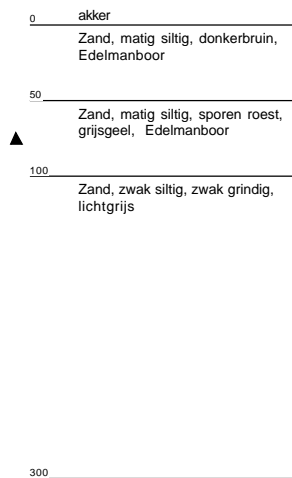 0 akker
Zand, matig siltig, donkerbruin,
Edelmanboor
50
Zand, matig siltig, sporen roest,
grijsgeel, Edelmanboor
100
Zand, zwak siltig, zwak grindig,
lichtgrijs
300